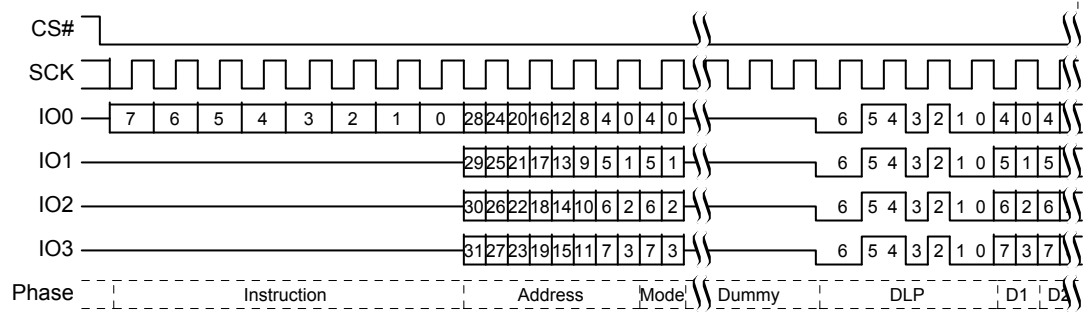 CS#
SCK
IO0 7 6 5 4 3 2 1 0 28 24 20 16 12 8 4 0 4 0 6 5 4 3 2 1 0 4 0 4
IO1 29 25 21 17 13 9 5 1 5 1 6 5 4 3 2 1 0 5 1 5
IO2 30 26 22 18 14 10 6 2 6 2 6 5 4 3 2 1 0 6 2 6
IO3 31 27 23 19 15 11 7 3 7 3 6 5 4 3 2 1 0 7 3 7
Phase Instruction Address Mode Dummy DLP D1 D2